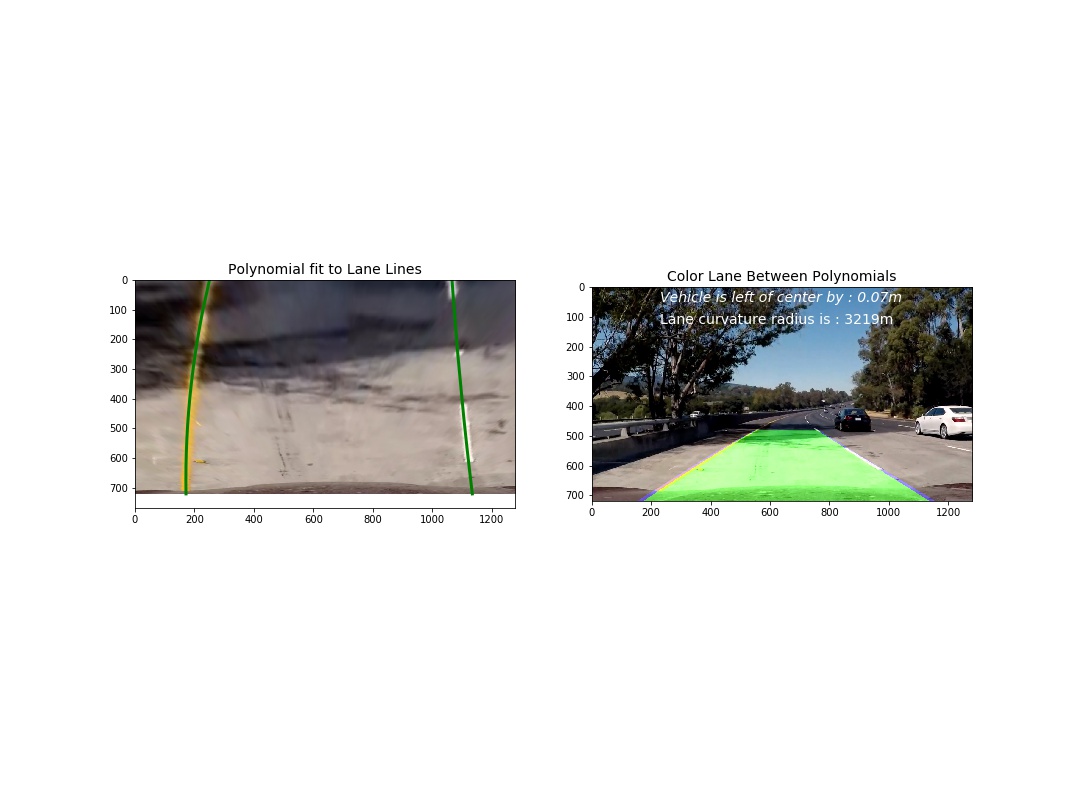 Polynomial fit to Lane Lines
0
100
200
300
400
500
600
700
0 200 400 600 800 1000 1200
Color Lane Between Polynomials
Vehicle is left of center by : 0.07m
Lane curvature radius is : 3219m
0
100
200
300
400
500
600
700
0 200 400 600 800 1000 1200